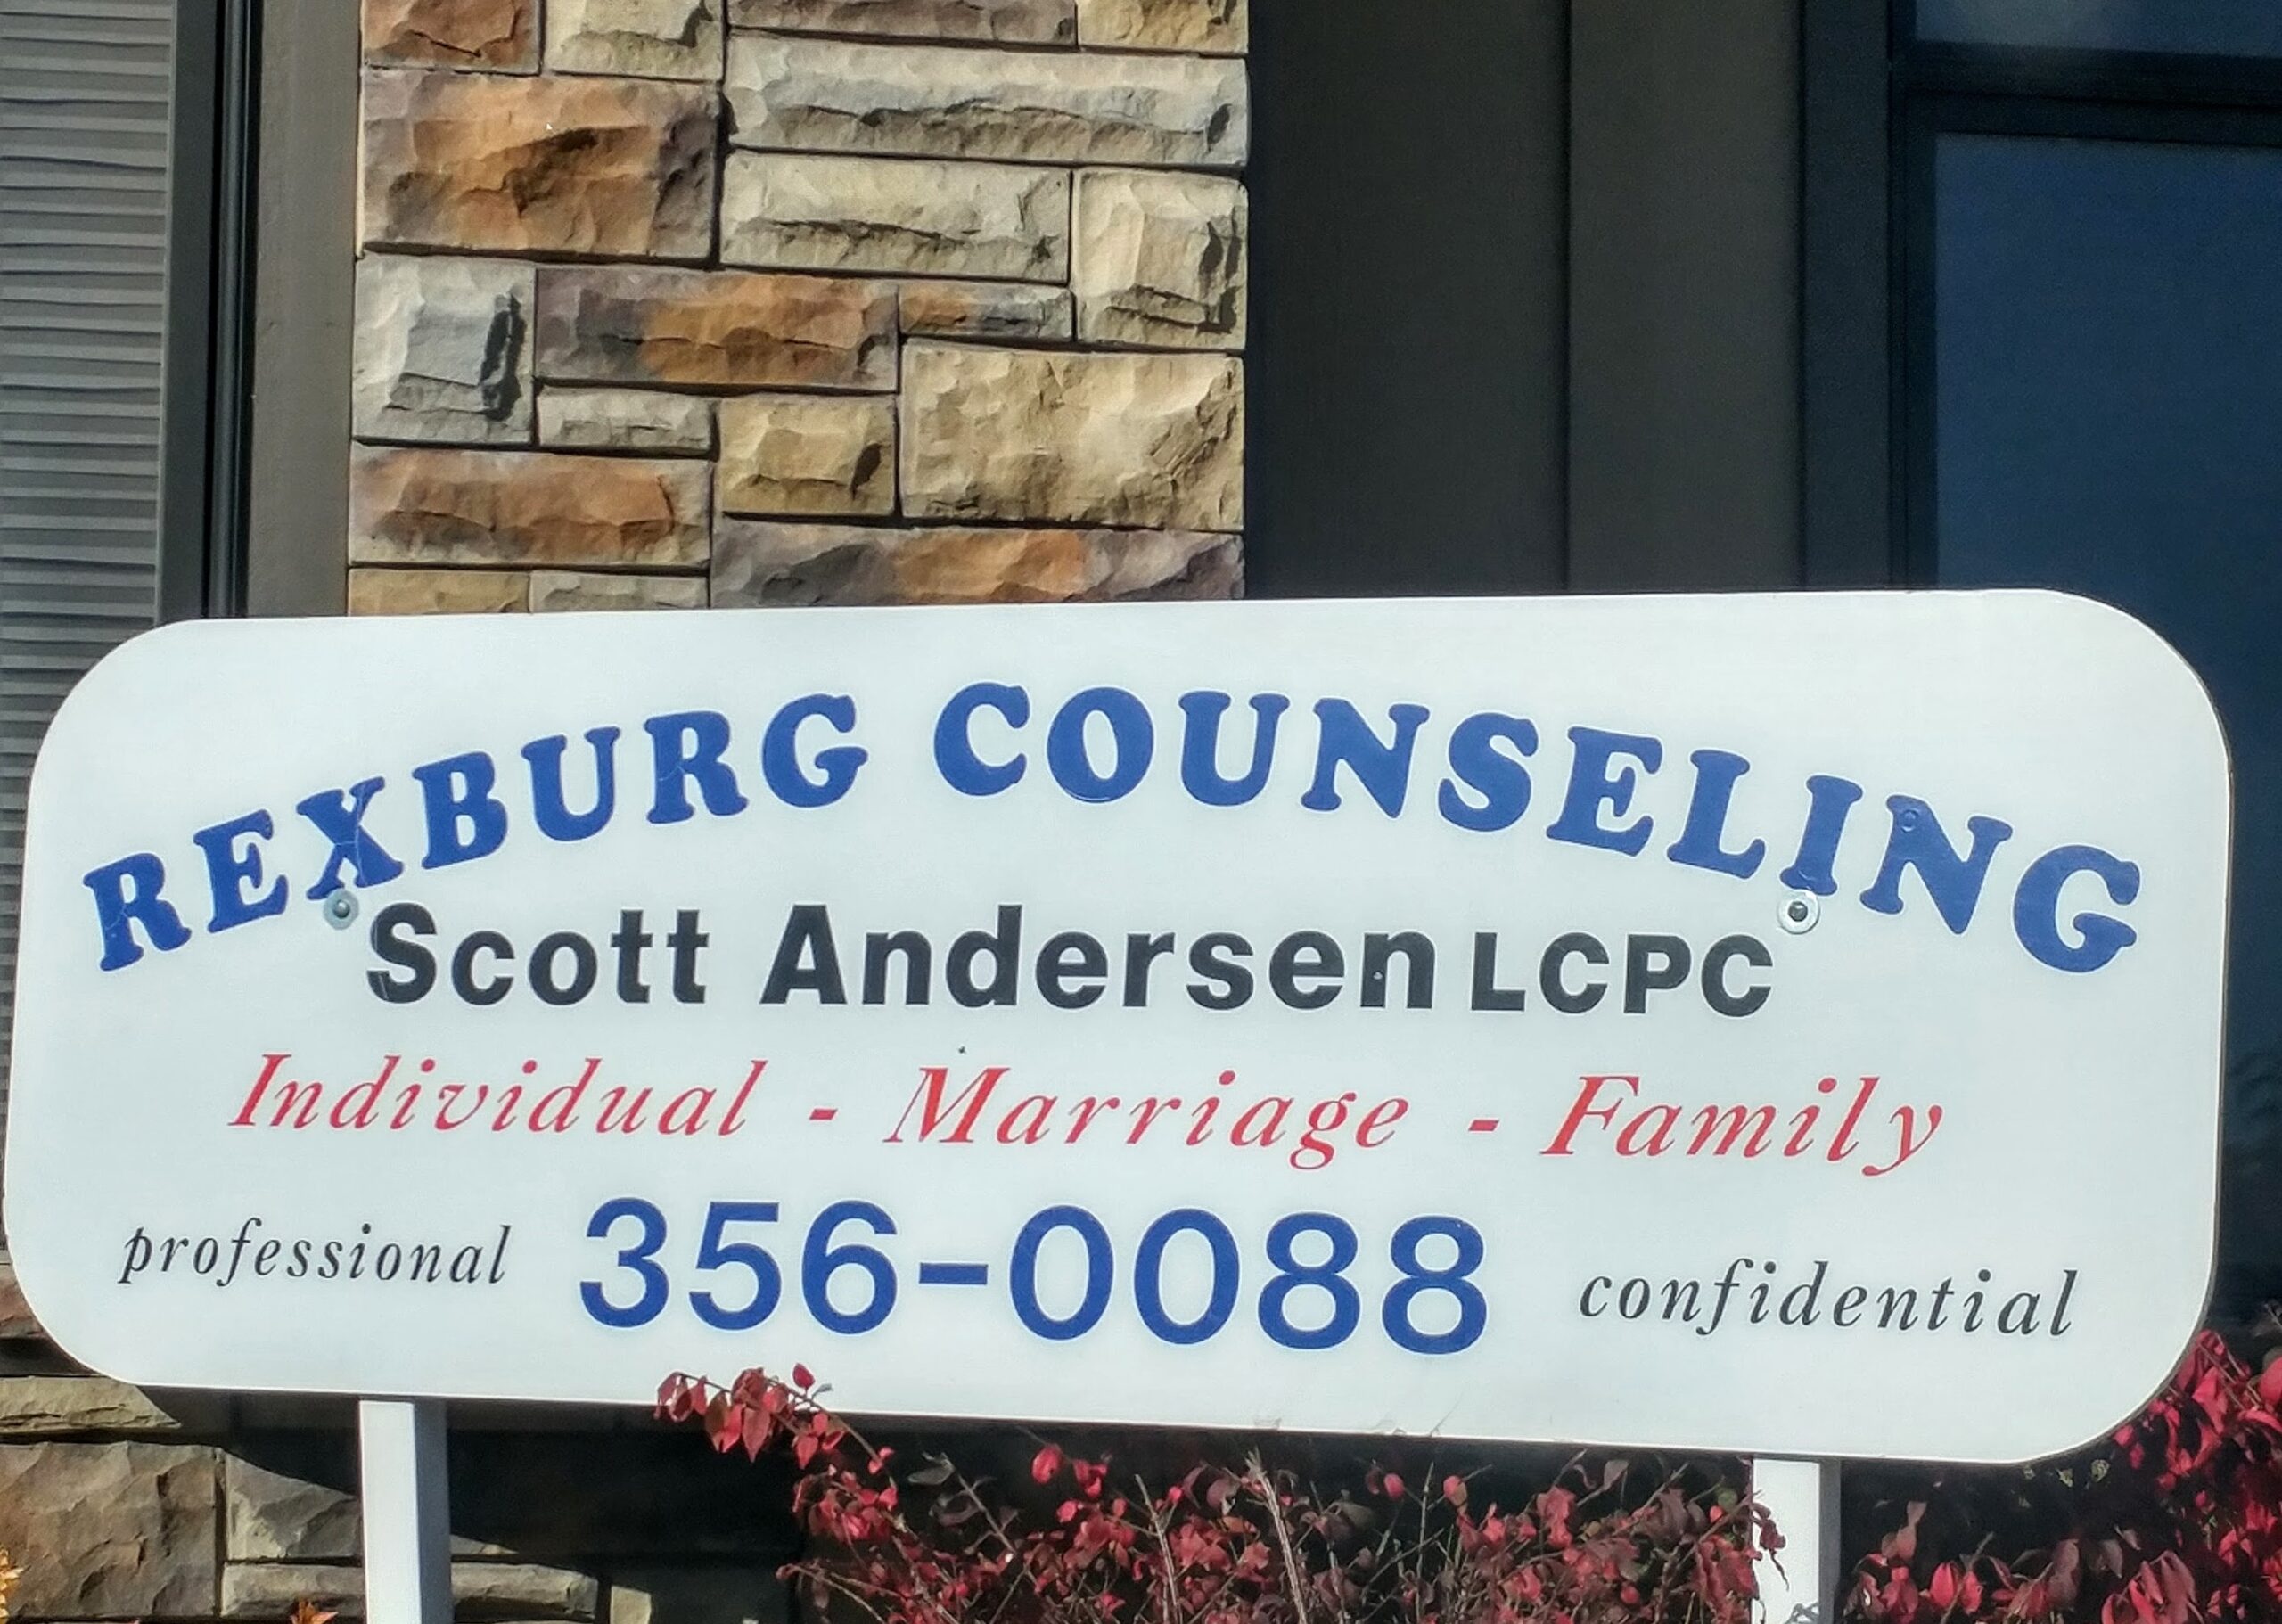 REXBURG COUNSELING
Scott Andersen LCPC
Individual - Marriage - Family
professional 356-0088 confidential